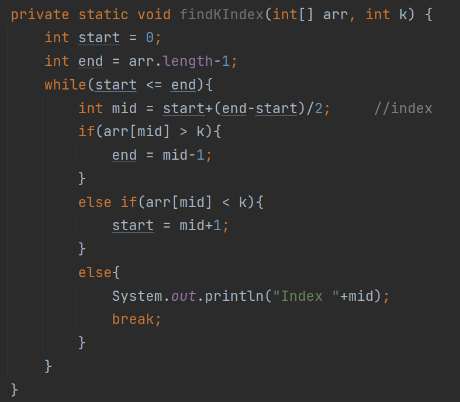 private static void findKIndex(int[] arr, int k) {
    int start = 0;
    int end = arr.length-1;
    while(start <= end){
        int mid = start+(end-start)/2;     //index
        if(arr[mid] > k){
            end = mid-1;
        }
        else if(arr[mid] < k){
            start = mid+1;
        }
        else{
            System.out.println("Index "+mid);
            break;
        }
    }
}